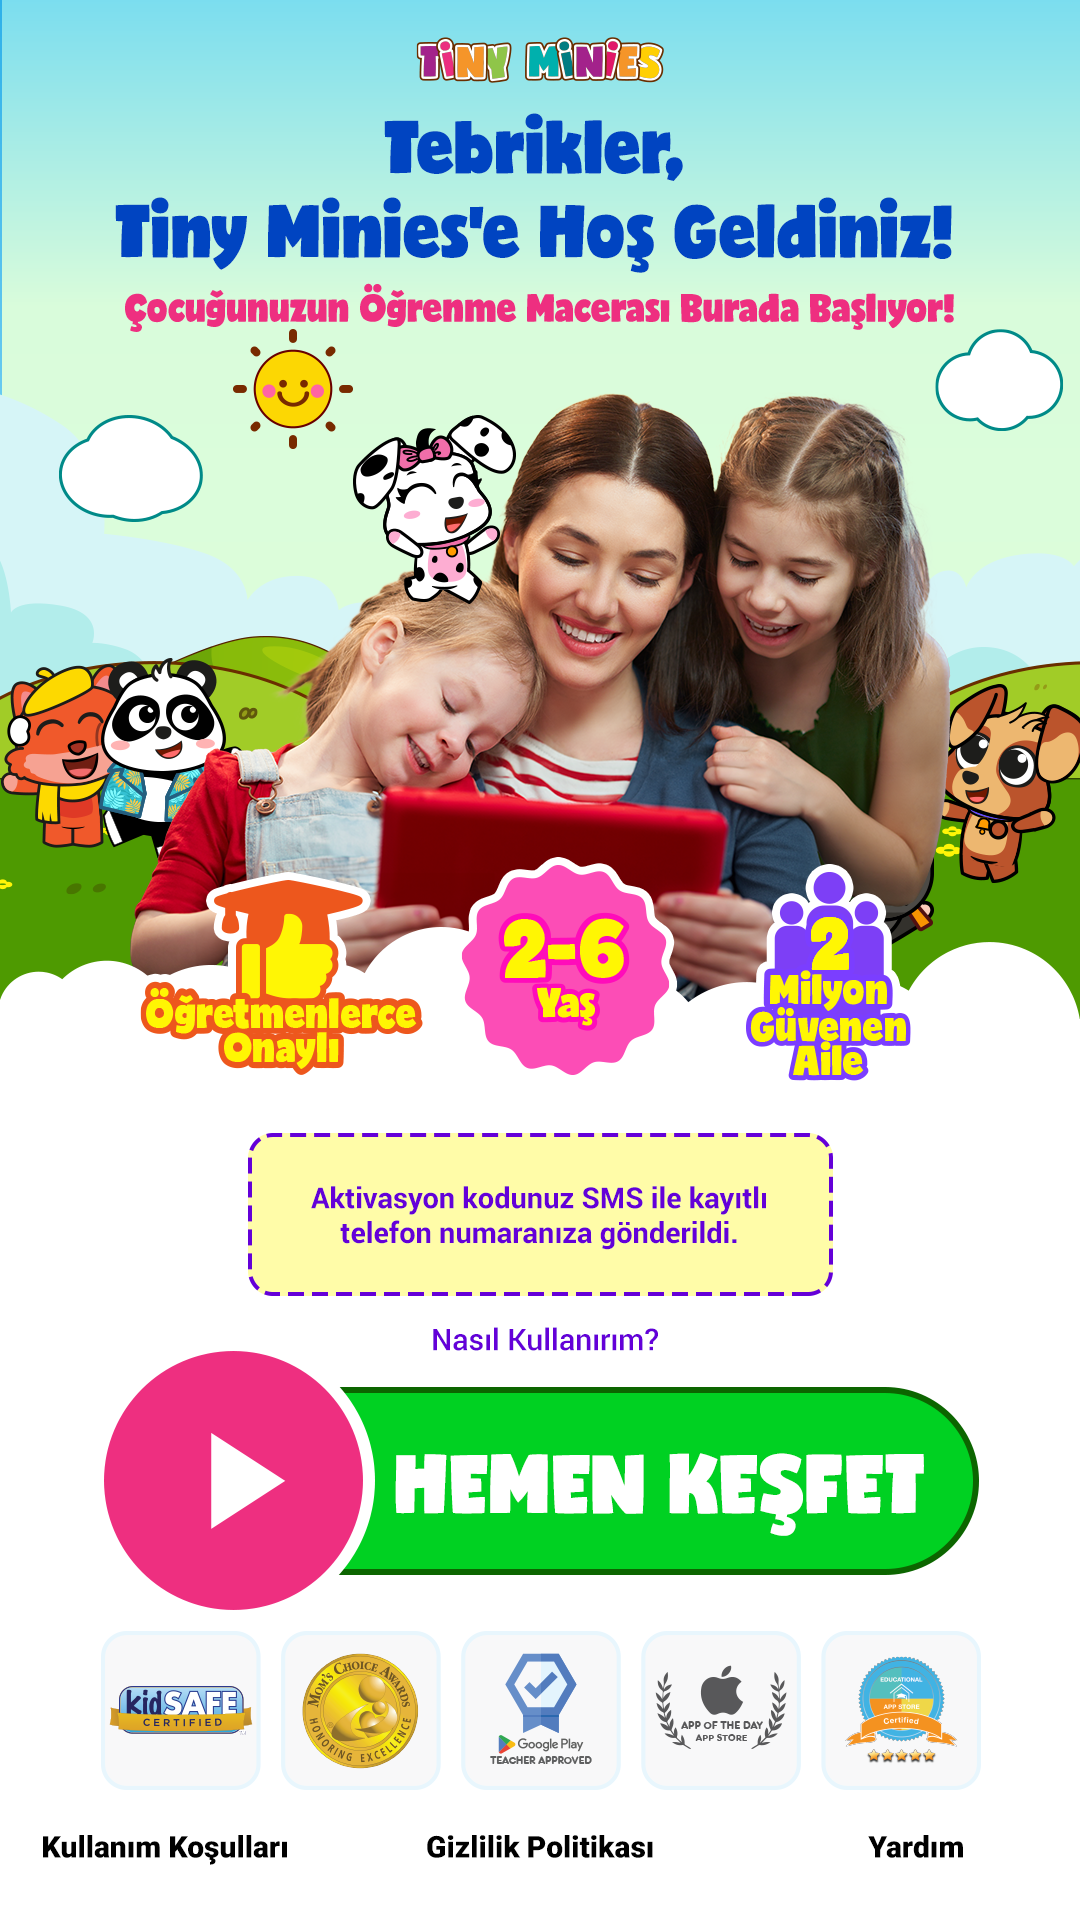 TiNY MiNiES
Tebrikler,
Tiny Minies'e Hoş Geldiniz!
Çocuğunuzun Öğrenme Macerası Burada Başlıyor!
Öğretmenlerce
Onaylı
2-6
Yaş
2
Milyon
Güvenen
Aile
Aktivasyon kodunuz SMS ile kayıtlı
telefon numaranıza gönderildi.
Nasıl Kullanırım?
HEMEN KEŞFET
kidSAFE
CERTIFIED
MOM'S CHOICE AWARDS
HONORING EXCELLENCE
Google Play
TEACHER APPROVED
APP OF THE DAY
APP STORE
EDUCATIONAL
APP STORE
Certified
Kullanım Koşulları
Gizlilik Politikası
Yardım